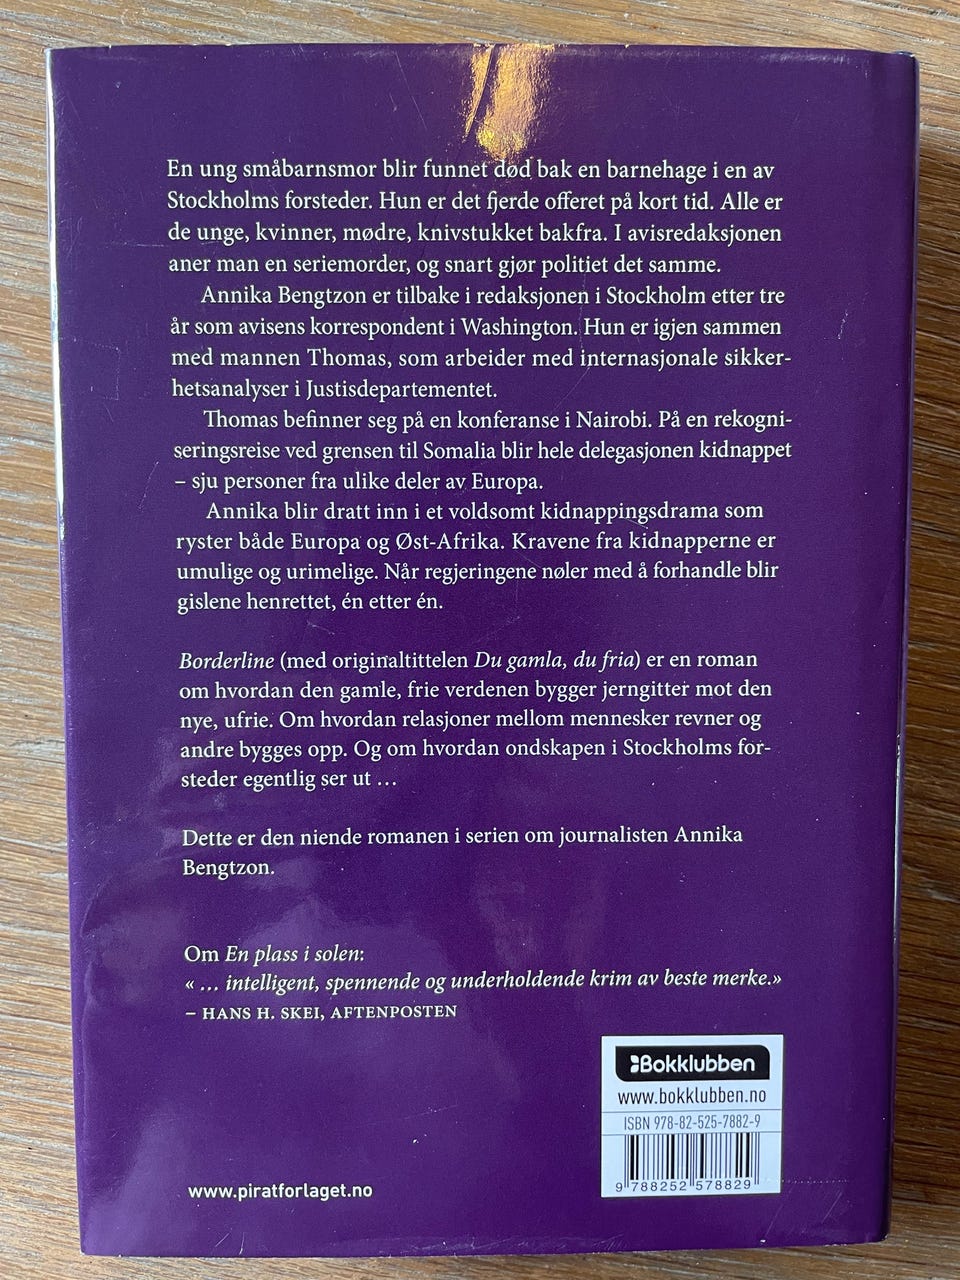 En ung småbarnsmor blir funnet død bak en barnehage i en av
Stockholms forsteder. Hun er det fjerde offeret på kort tid. Alle er
de unge, kvinner, mødre, knivstukket bakfra. I avisredaksjonen
aner man en seriemorder, og snart gjør politiet det samme.
Annika Bengtzon er tilbake i redaksjonen i Stockholm etter tre
år som avisens korrespondent i Washington. Hun er igjen sammen
med mannen Thomas, som arbeider med internasjonale sikker-
hetsanalyser i Justisdepartementet.
Thomas befinner seg på en konferanse i Nairobi. På en rekogni-
seringsreise ved grensen til Somalia blir hele delegasjonen kidnappet
– sju personer fra ulike deler av Europa.
Annika blir dratt inn i et voldsomt kidnappingsdrama som
ryster både Europa og Øst-Afrika. Kravene fra kidnapperne er
umulige og urimelige. Når regjeringene nøler med å forhandle blir
gislene henrettet, én etter én.
Borderline (med originaltittelen Du gamla, du fria) er en roman
om hvordan den gamle, frie verdenen bygger jerngitter mot den
nye, ufrie. Om hvordan relasjoner mellom mennesker revner og
andre bygges opp. Og om hvordan ondskapen i Stockholms for-
steder egentlig ser ut …
Dette er den niende romanen i serien om journalisten Annika
Bengtzon.
Om En plass i solen:
« … intelligent, spennende og underholdende krim av beste merke.»
– HANS H. SKEI, AFTENPOSTEN
Bokklubben
www.bokklubben.no
ISBN 978-82-525-7882-9
9 788252 578829
www.piratforlaget.no